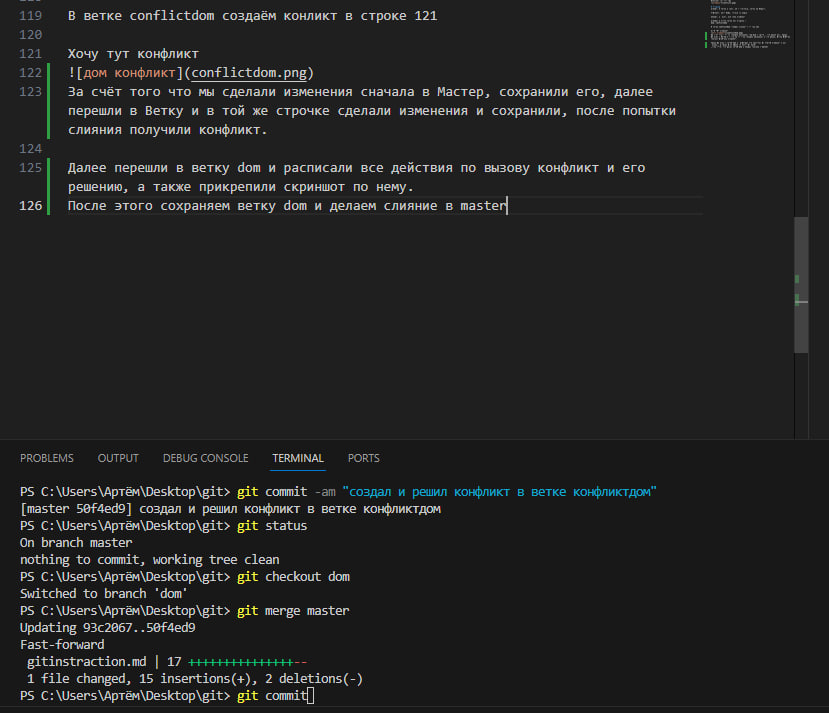 119 В ветке conflictdom создаём конликт в строке 121
120
121 Хочу тут конфликт
122 ![дом конфликт](conflictdom.png)
123 За счёт того что мы сделали изменения сначала в Мастер, сохранили его, далее
перешли в Ветку и в той же строчке сделали изменения и сохранили, после попытки
слияния получили конфликт.
124
125 Далее перешли в ветку dom и расписали все действия по вызову конфликт и его
решению, а также прикрепили скриншот по нему.
126 После этого сохраняем ветку dom и делаем слияние в master
PROBLEMS OUTPUT DEBUG CONSOLE TERMINAL PORTS
PS C:\Users\Артём\Desktop\git> git commit -am "создал и решил конфликт в ветке конфликтдом"
[master 50f4ed9] создал и решил конфликт в ветке конфликтдом
PS C:\Users\Артём\Desktop\git> git status
On branch master
nothing to commit, working tree clean
PS C:\Users\Артём\Desktop\git> git checkout dom
Switched to branch 'dom'
PS C:\Users\Артём\Desktop\git> git merge master
Updating 93c2067..50f4ed9
Fast-forward
gitinstraction.md | 17 +++++++++++++++--
1 file changed, 15 insertions(+), 2 deletions(-)
PS C:\Users\Артём\Desktop\git> git commit